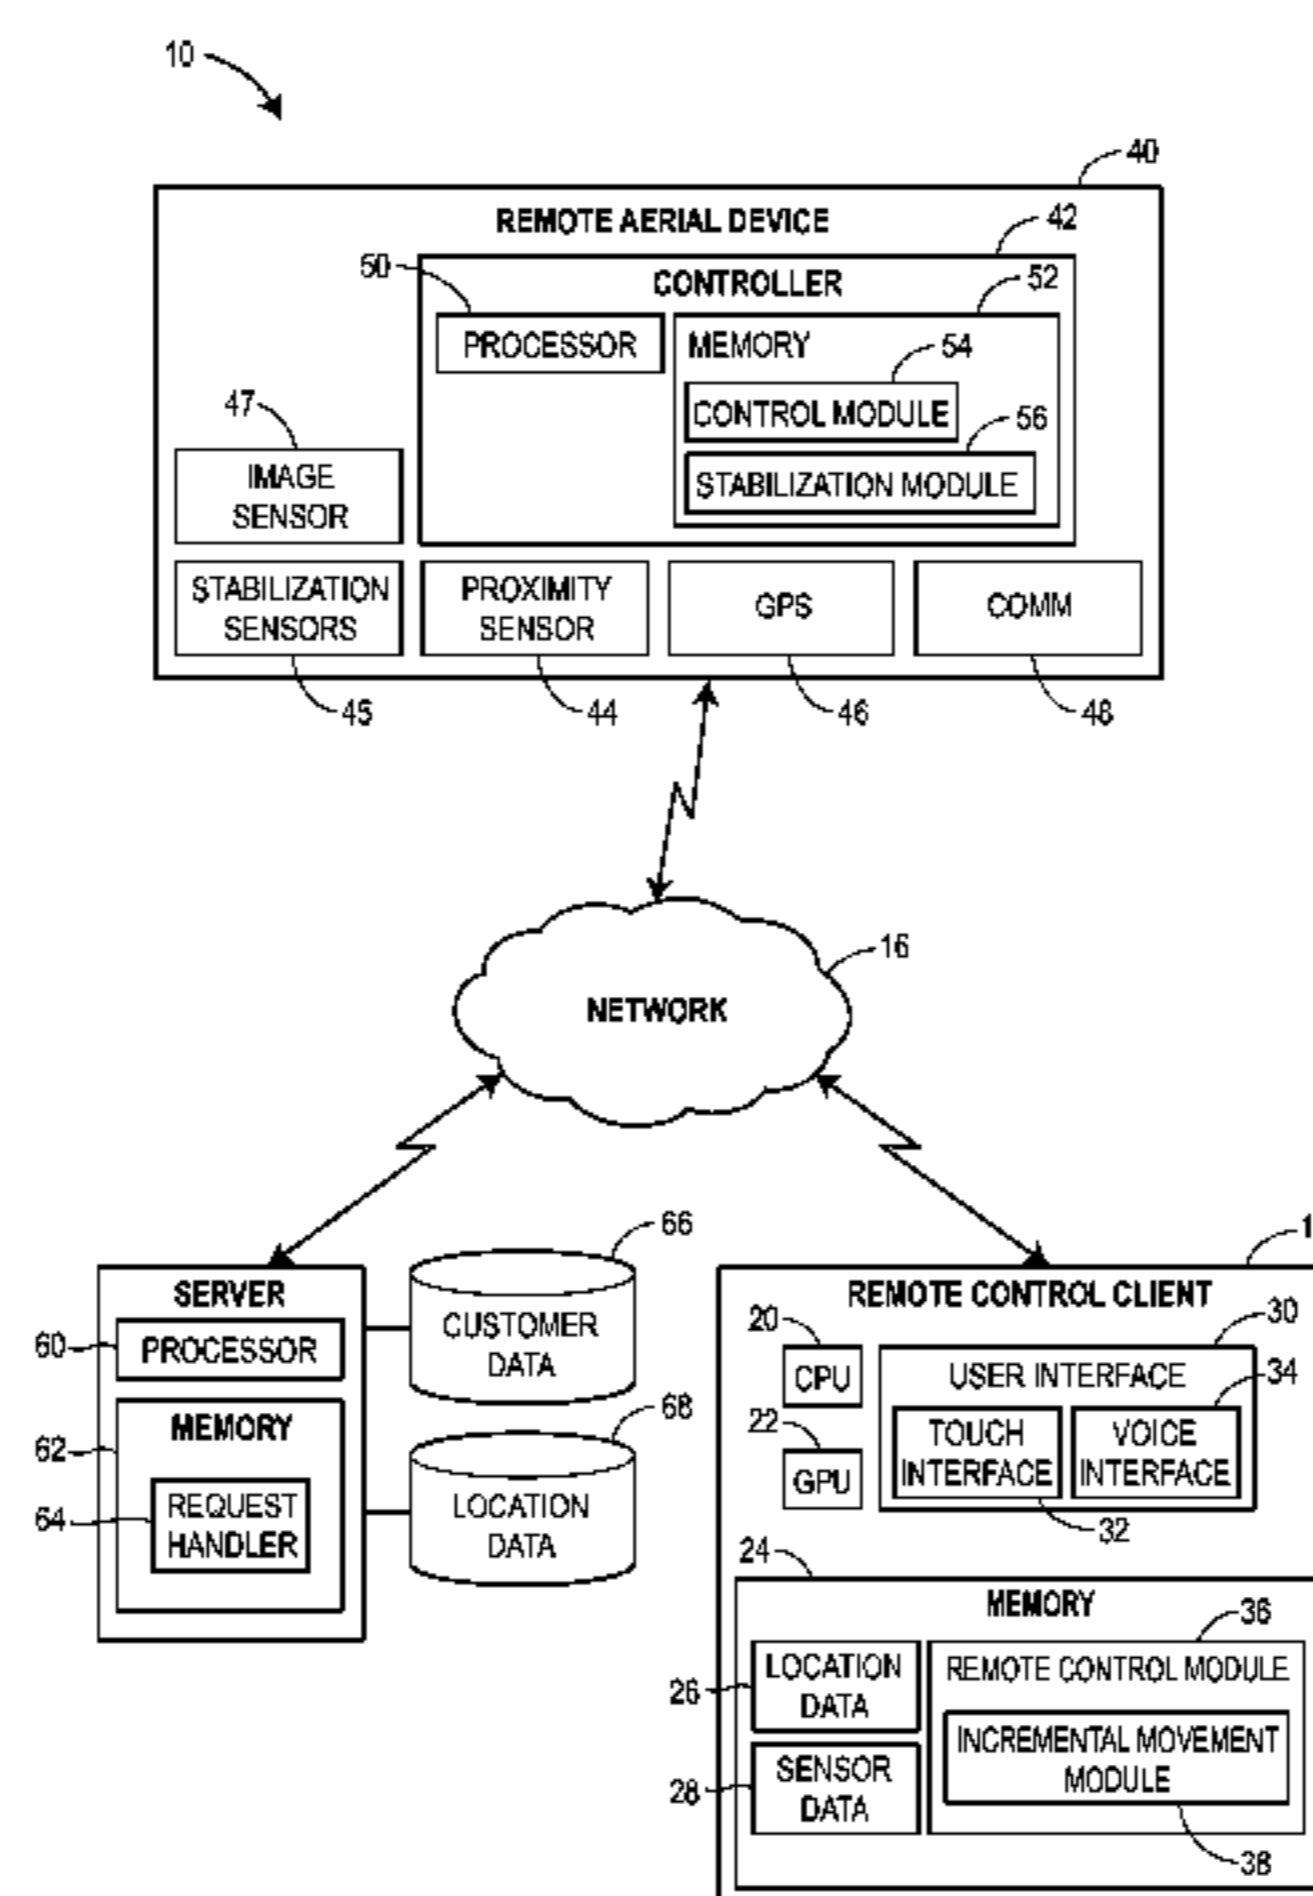 10
40
REMOTE AERIAL DEVICE
42
50
CONTROLLER
52
PROCESSOR
MEMORY
54
CONTROL MODULE
56
STABILIZATION MODULE
47
IMAGE
SENSOR
STABILIZATION
SENSORS
PROXIMITY
SENSOR
GPS
COMM
45
44
46
48
16
NETWORK
66
SERVER
60
PROCESSOR
CUSTOMER
DATA
62
MEMORY
68
64
REQUEST
HANDLER
LOCATION
DATA
REMOTE CONTROL CLIENT
20
30
CPU
USER INTERFACE
34
22
GPU
TOUCH
INTERFACE
VOICE
INTERFACE
32
24
MEMORY
36
26
LOCATION
DATA
REMOTE CONTROL MODULE
28
SENSOR
DATA
INCREMENTAL MOVEMENT
MODULE
38